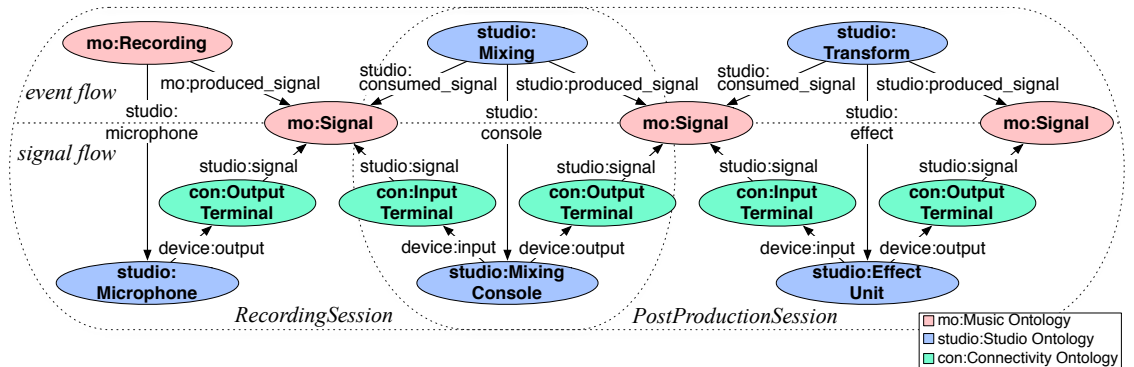 mo:Recording
studio:
Mixing
studio:
Transform
mo:produced_signal
studio:
consumed_signal
studio:produced_signal
studio:
consumed_signal
studio:produced_signal
event flow
studio:
microphone
mo:Signal
studio:
console
mo:Signal
studio:
effect
mo:Signal
signal flow
studio:signal
studio:signal
studio:signal
studio:signal
studio:signal
con:Output
Terminal
con:Input
Terminal
con:Output
Terminal
con:Input
Terminal
con:Output
Terminal
device:output
device:input
device:output
device:input
device:output
studio:
Microphone
studio:Mixing
Console
studio:Effect
Unit
RecordingSession
PostProductionSession
mo:Music Ontology
studio:Studio Ontology
con:Connectivity Ontology